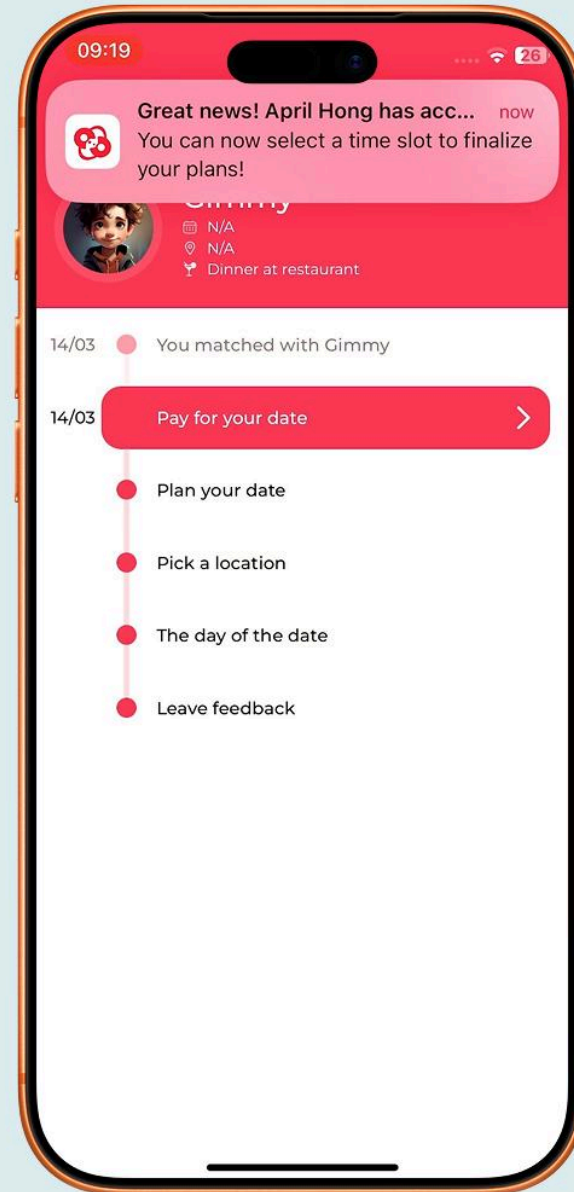 09:19
26
Great news! April Hong has acc... now
You can now select a time slot to finalize
your plans!
Gimmy
N/A
N/A
Dinner at restaurant
14/03 You matched with Gimmy
14/03 Pay for your date
Plan your date
Pick a location
The day of the date
Leave feedback